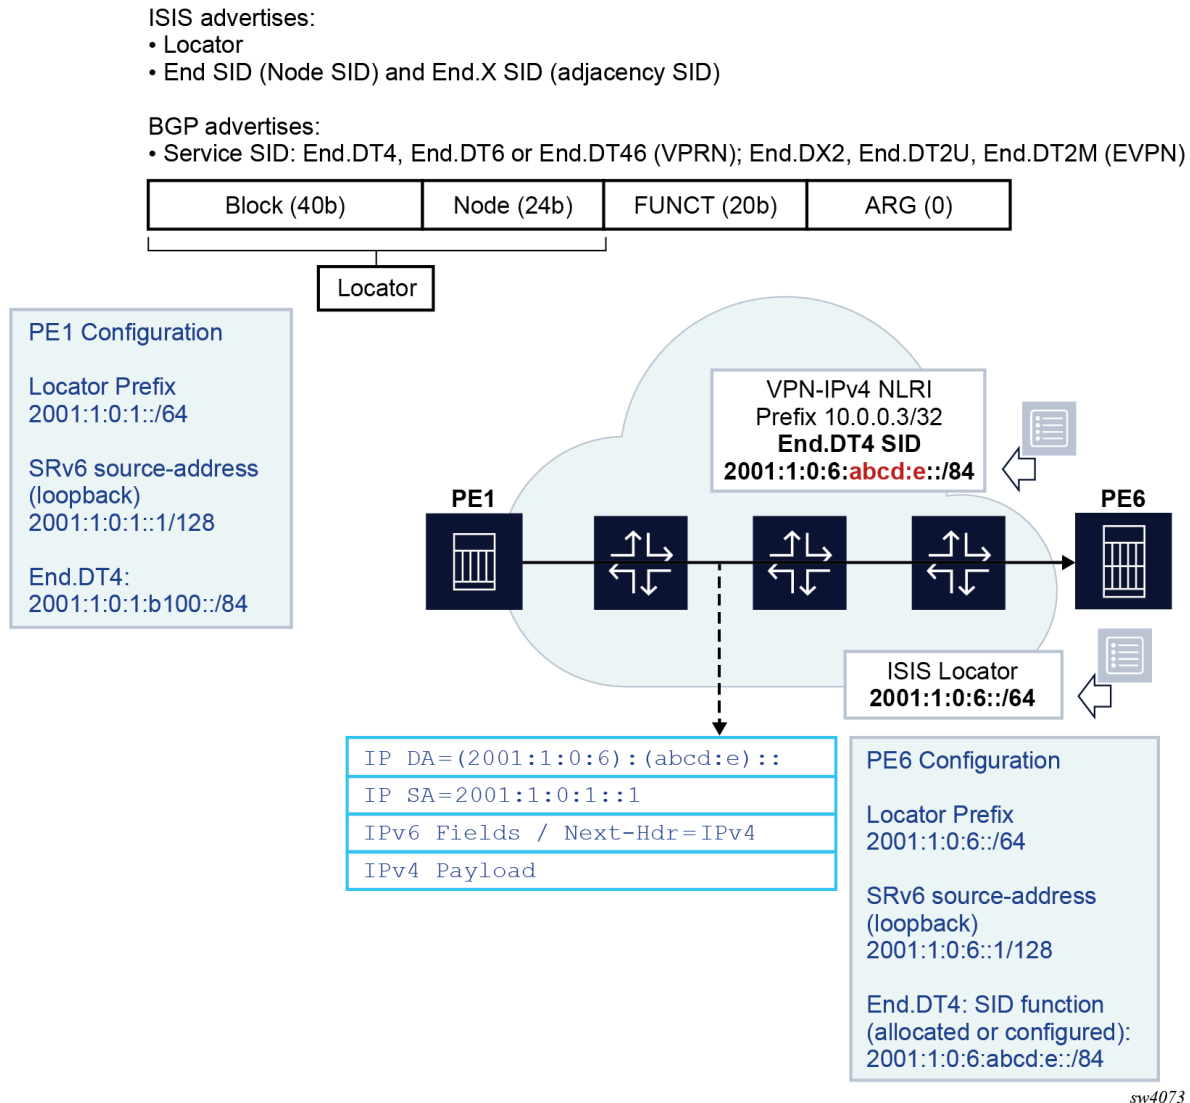 ISIS advertises:
• Locator
• End SID (Node SID) and End.X SID (adjacency SID)
BGP advertises:
• Service SID: End.DT4, End.DT6 or End.DT46 (VPRN); End.DX2, End.DT2U, End.DT2M (EVPN)
Block (40b) Node (24b) FUNCT (20b) ARG (0)
Locator
PE1 Configuration
Locator Prefix
2001:1:0:1::/64
SRv6 source-address
(loopback)
2001:1:0:1::1/128
End.DT4:
2001:1:0:1:b100::/84
VPN-IPv4 NLRI
Prefix 10.0.0.3/32
End.DT4 SID
2001:1:0:6:abcd:e::/84
PE1
PE6
ISIS Locator
2001:1:0:6::/64
IP DA=(2001:1:0:6):(abcd:e)::
IP SA=2001:1:0:1::1
IPv6 Fields / Next-Hdr=IPv4
IPv4 Payload
PE6 Configuration
Locator Prefix
2001:1:0:6::/64
SRv6 source-address
(loopback)
2001:1:0:6::1/128
End.DT4: SID function
(allocated or configured):
2001:1:0:6:abcd:e::/84
sw4073